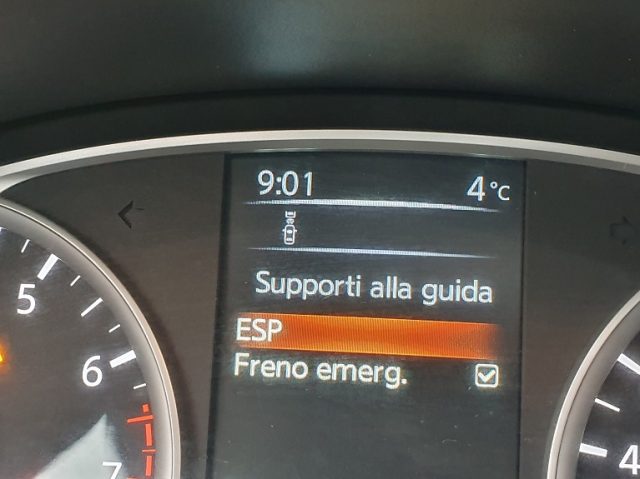 9:01 4°C
Supporti alla guida
ESP
Freno emerg.
5
6
7
4